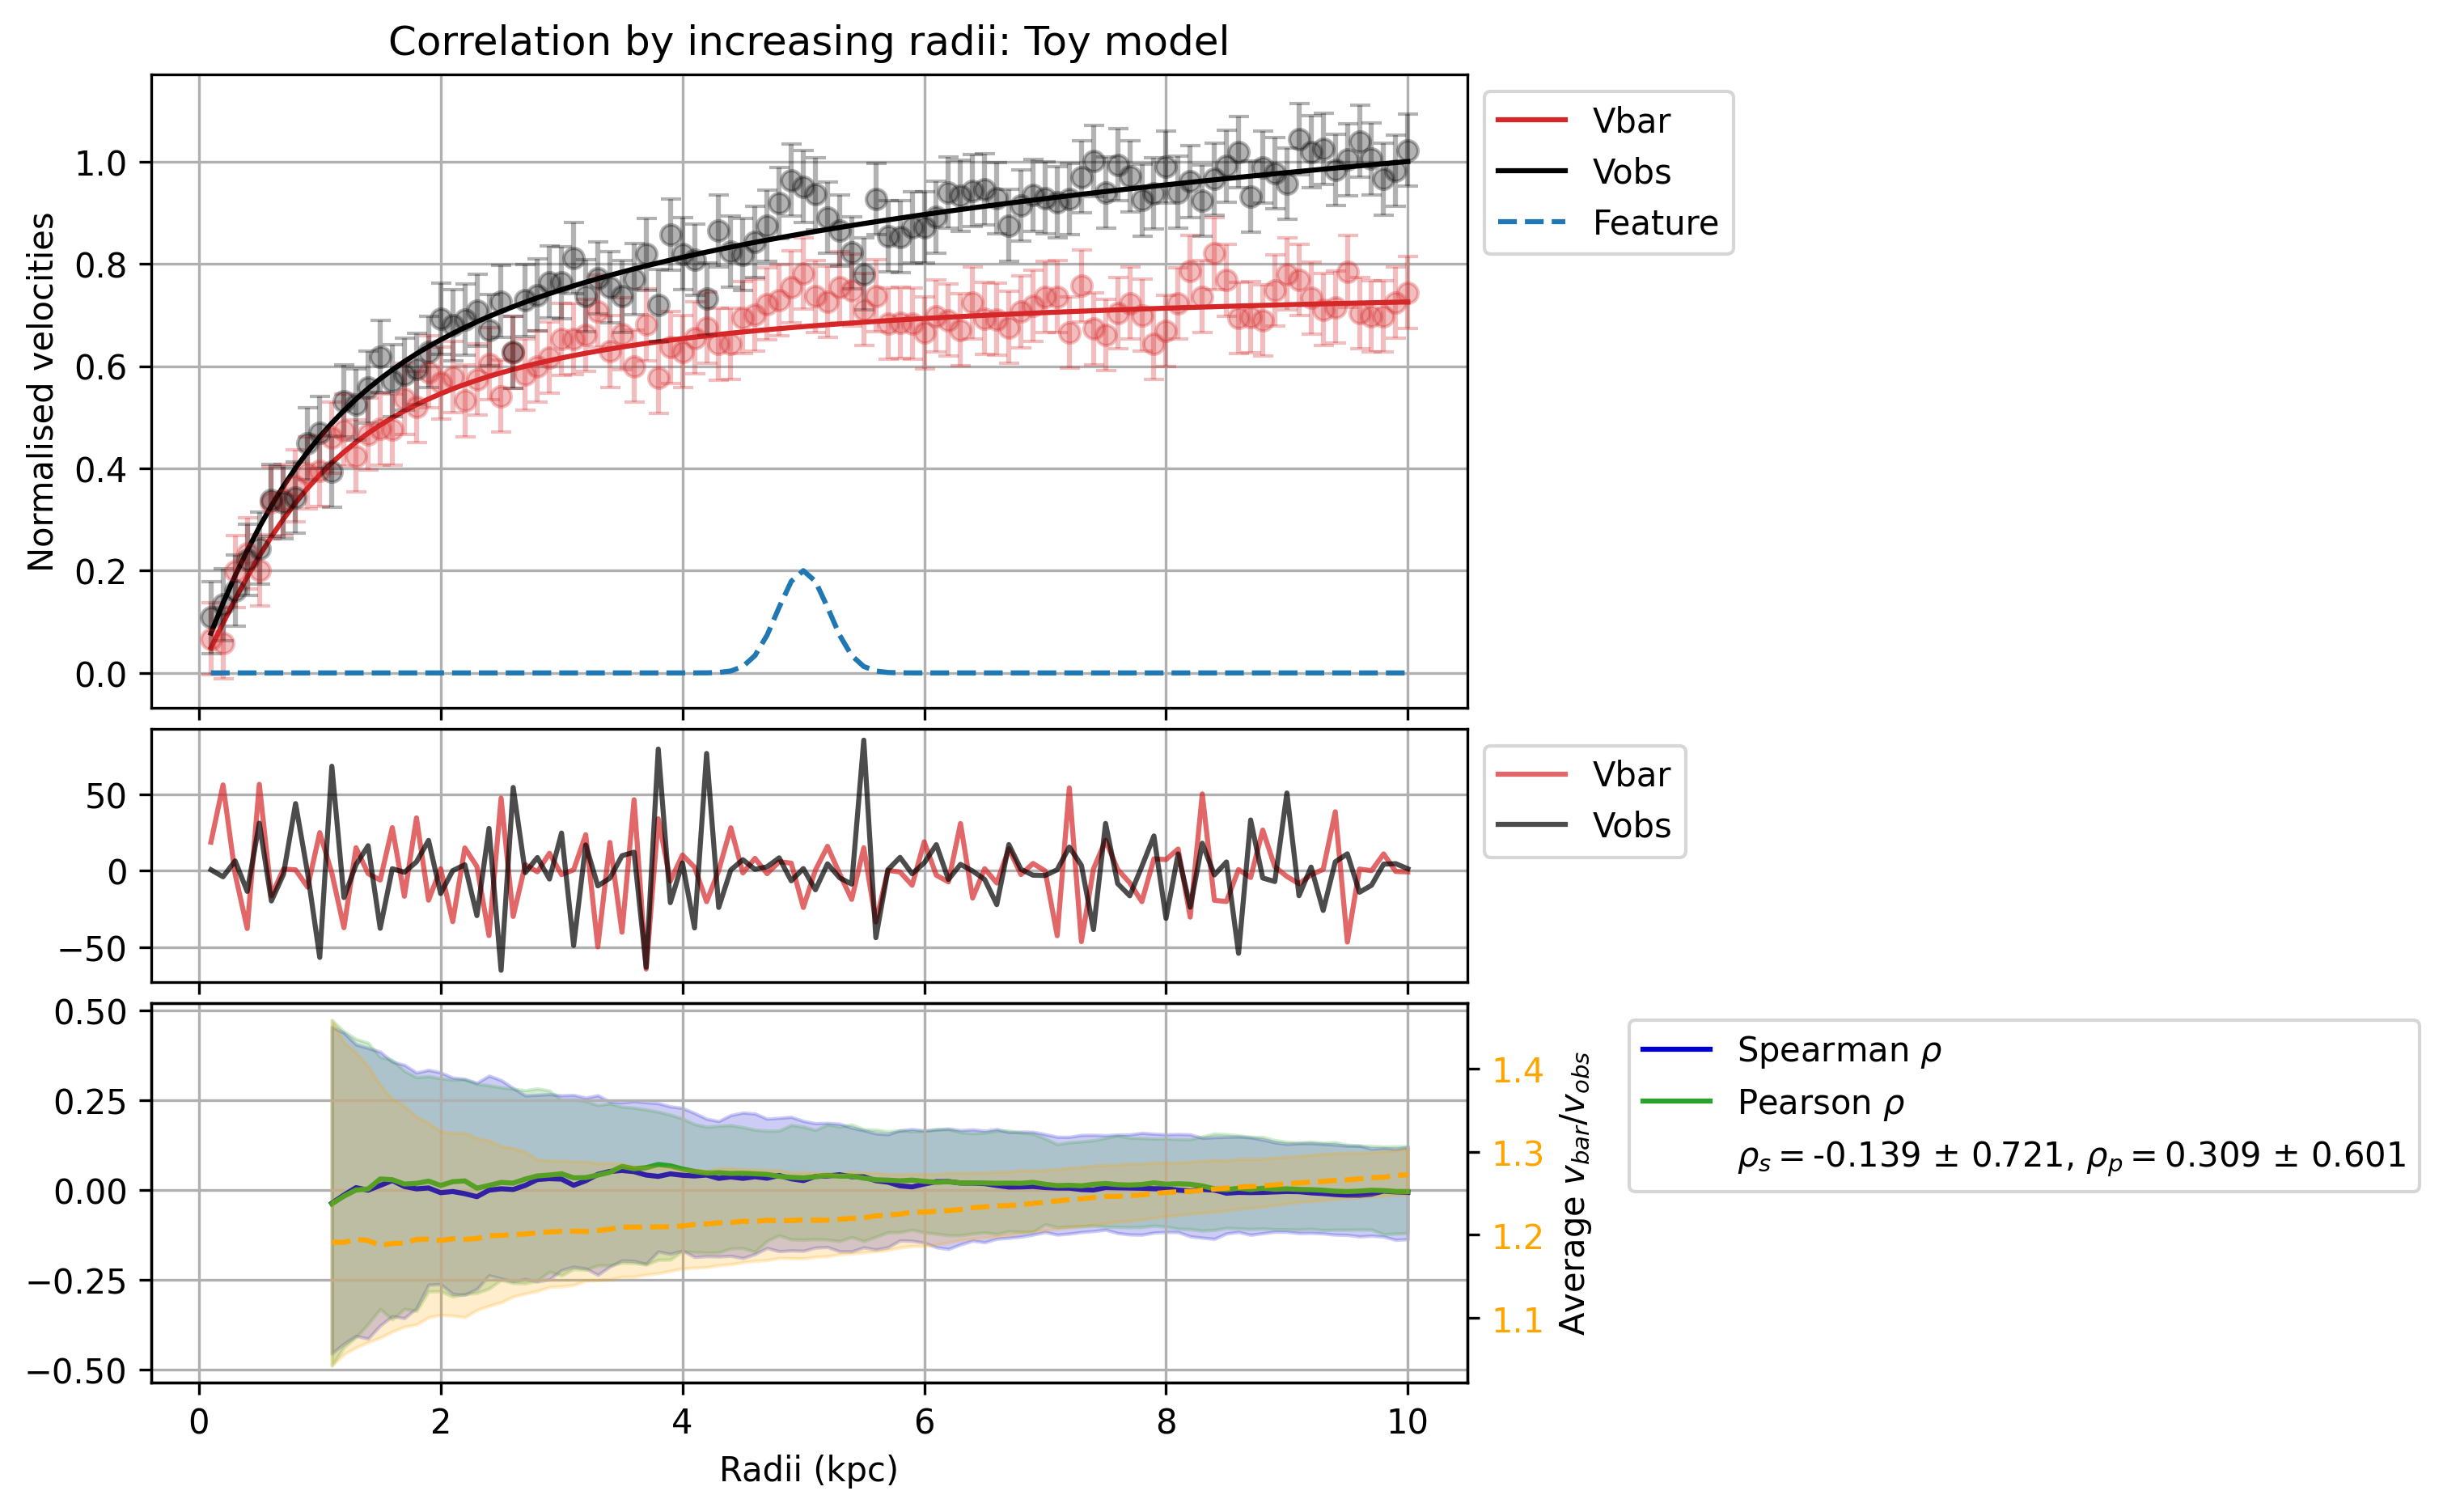 Correlation by increasing radii: Toy model
Normalised velocities
1.0
0.8
0.6
0.4
0.2
0.0
Vbar
Vobs
Feature
50
0
−50
Vbar
Vobs
0.50
0.25
0.00
−0.25
−0.50
1.4
1.3
1.2
1.1
Average v_bar/v_obs
Spearman ρ
Pearson ρ
ρ_s = -0.139 ± 0.721, ρ_p = 0.309 ± 0.601
0 2 4 6 8 10
Radii (kpc)